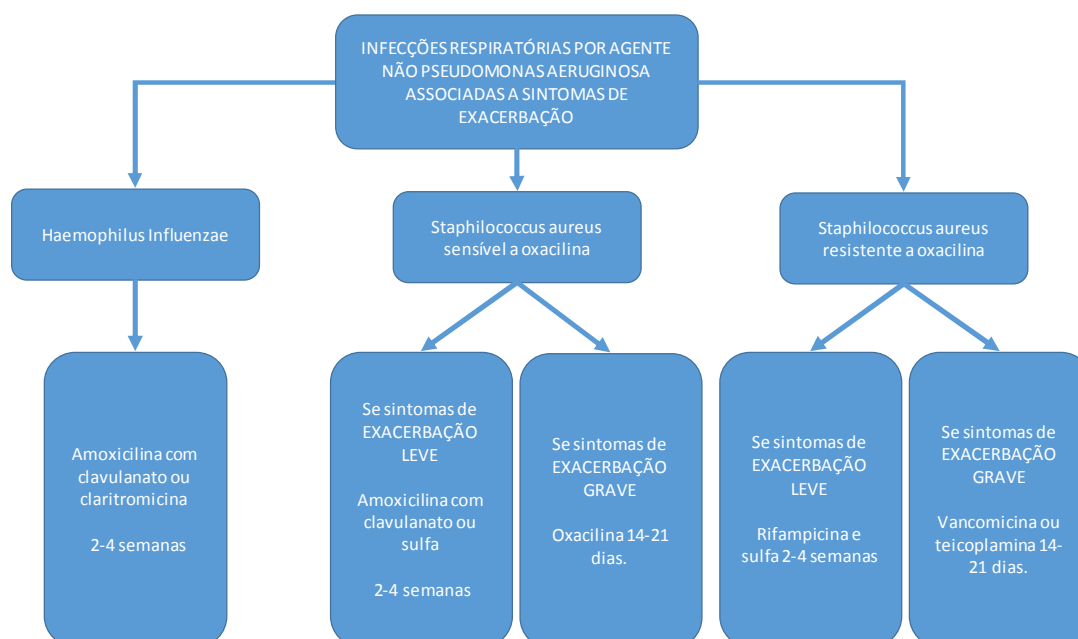 INFECÇÕES RESPIRATÓRIAS POR AGENTE
NÃO PSEUDOMONAS AERUGINOSA
ASSOCIADAS A SINTOMAS DE
EXACERBAÇÃO
Haemophilus Influenzae
Staphilococcus aureus
sensível a oxacilina
Staphilococcus aureus
resistente a oxacilina
Amoxicilina com
clavulanato ou
claritromicina
2-4 semanas
Se sintomas de
EXACERBAÇÃO
LEVE
Amoxicilina com
clavulanato ou
sulfa
2-4 semanas
Se sintomas de
EXACERBAÇÃO
GRAVE
Oxacilina 14-21
dias.
Se sintomas de
EXACERBAÇÃO
LEVE
Rifampicina e
sulfa 2-4 semanas
Se sintomas de
EXACERBAÇÃO
GRAVE
Vancomicina ou
teicoplamina 14-
21 dias.